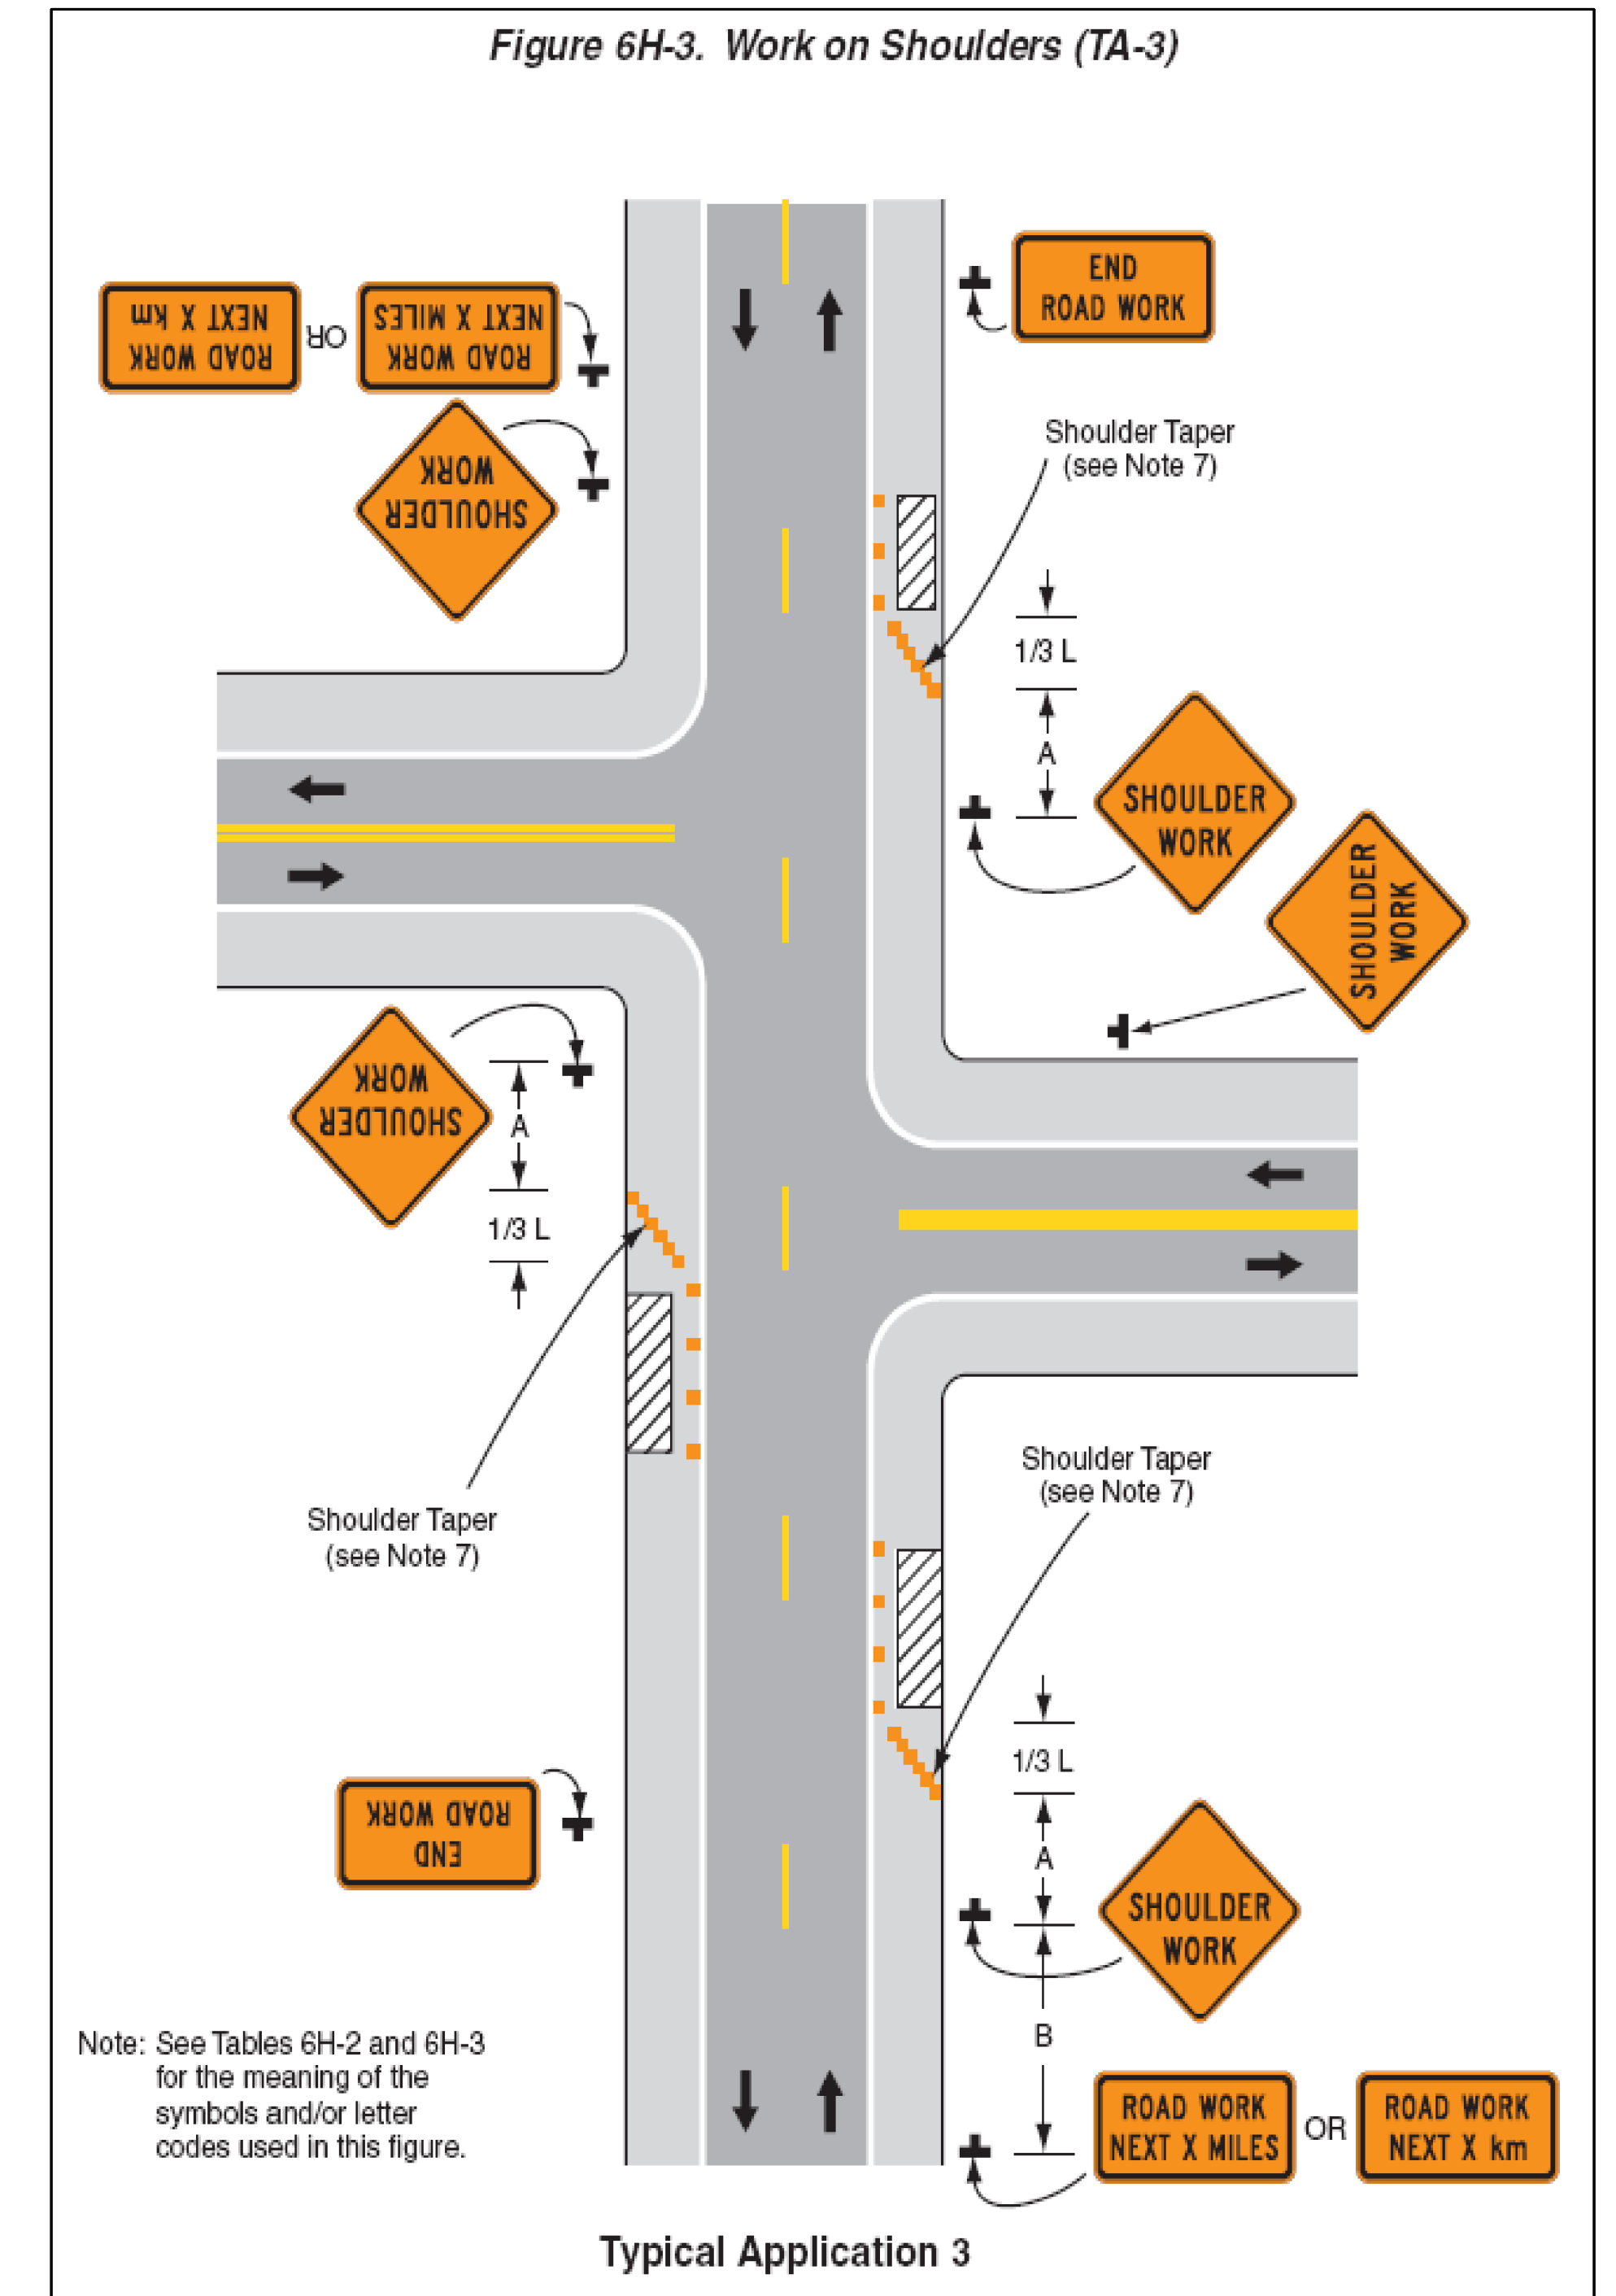 Figure 6H-3. Work on Shoulders (TA-3)
END
ROAD WORK
ROAD WORK
NEXT X km
OR
ROAD WORK
NEXT X MILES
SHOULDER
WORK
Shoulder Taper
(see Note 7)
1/3 L
A
SHOULDER
WORK
SHOULDER
WORK
SHOULDER
WORK
A
1/3 L
Shoulder Taper
(see Note 7)
Shoulder Taper
(see Note 7)
1/3 L
A
END
ROAD WORK
SHOULDER
WORK
B
Note: See Tables 6H-2 and 6H-3
for the meaning of the
symbols and/or letter
codes used in this figure.
ROAD WORK
NEXT X MILES
OR
ROAD WORK
NEXT X km
Typical Application 3